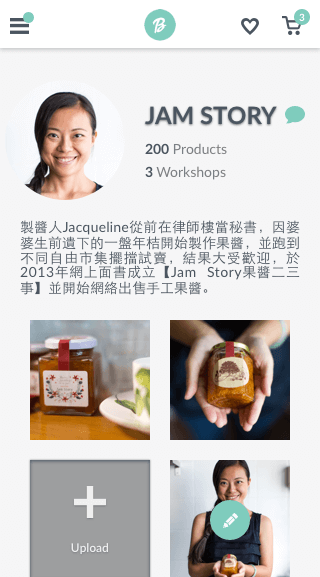 B
3
JAM STORY
200 Products
3 Workshops
製醬人Jacqueline從前在律師樓當秘書，因婆
婆生前遺下的一盤年桔開始製作果醬，並跑到
不同自由市集擺攤試賣，結果大受歡迎，於
2013年網上面書成立【Jam Story果醬二三
事】並開始網絡出售手工果醬。
Upload